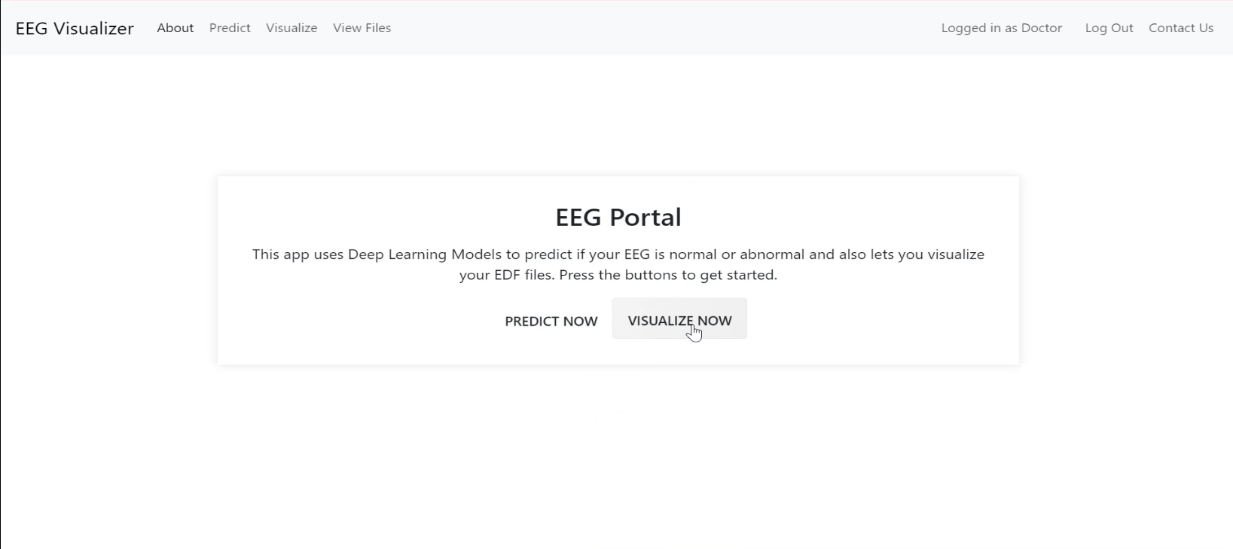 EEG Visualizer About Predict Visualize View Files Logged in as Doctor Log Out Contact Us
EEG Portal
This app uses Deep Learning Models to predict if your EEG is normal or abnormal and also lets you visualize
your EDF files. Press the buttons to get started.
PREDICT NOW VISUALIZE NOW